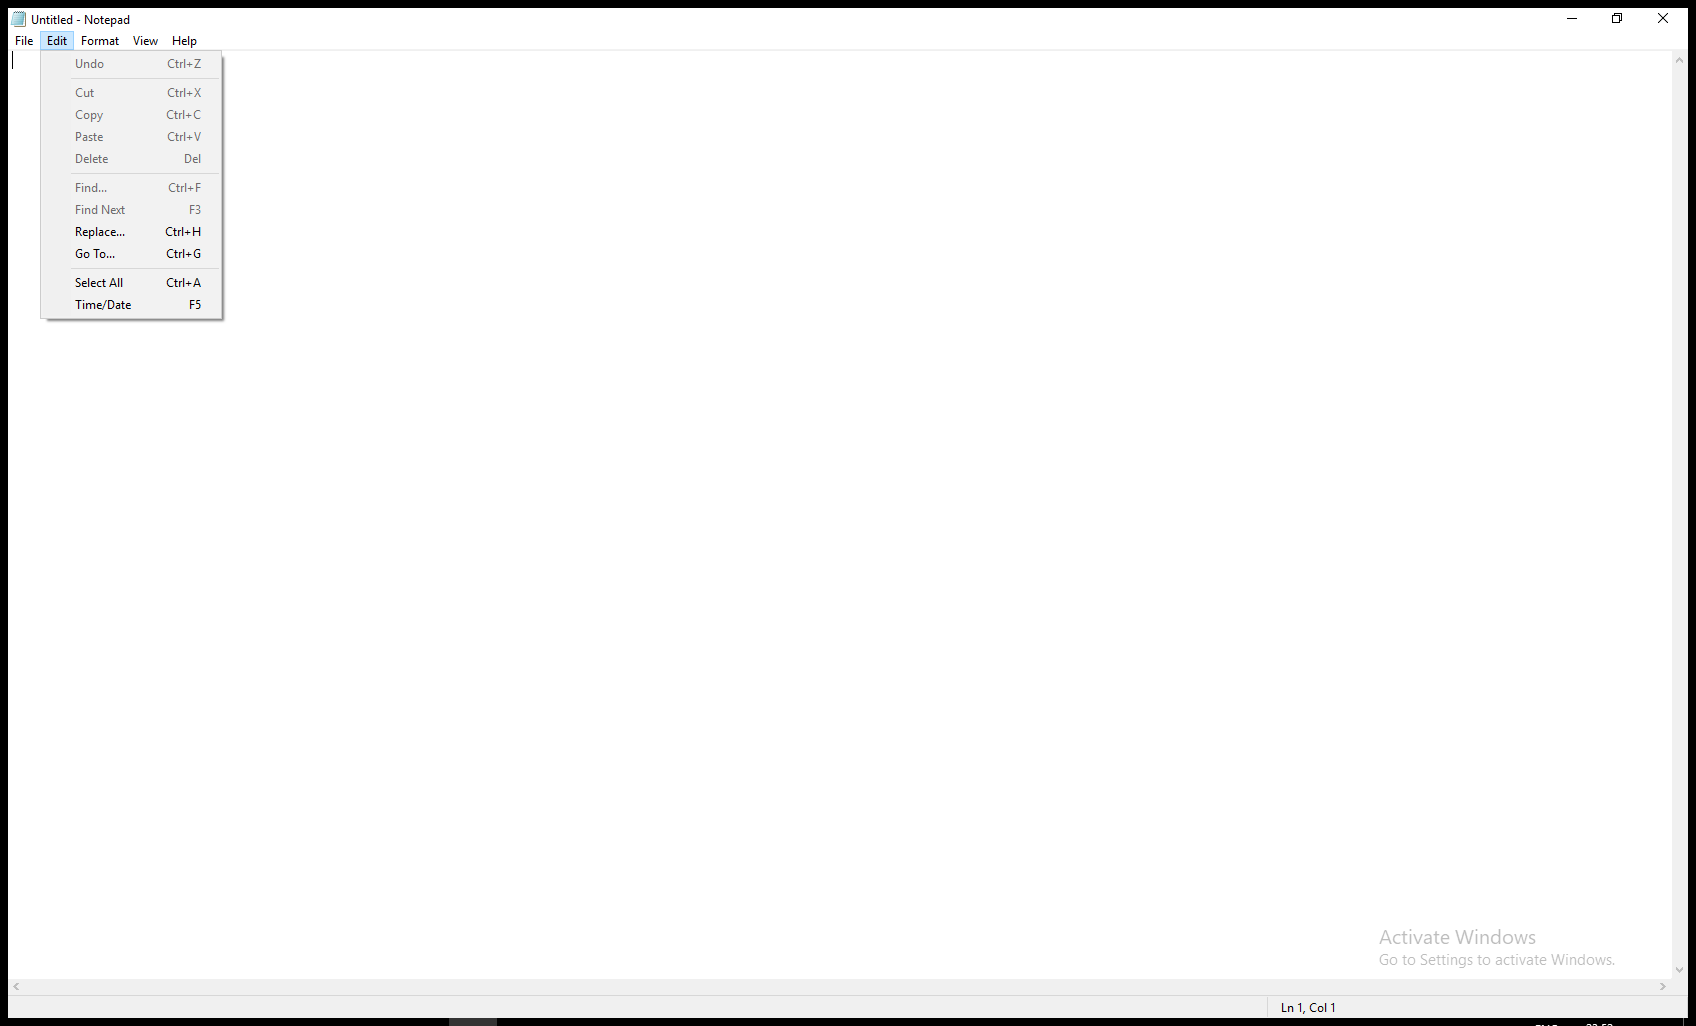 Untitled - Notepad
File Edit Format View Help
Undo Ctrl+Z
Cut Ctrl+X
Copy Ctrl+C
Paste Ctrl+V
Delete Del
Find... Ctrl+F
Find Next F3
Replace... Ctrl+H
Go To... Ctrl+G
Select All Ctrl+A
Time/Date F5
Activate Windows
Go to Settings to activate Windows.
Ln 1, Col 1